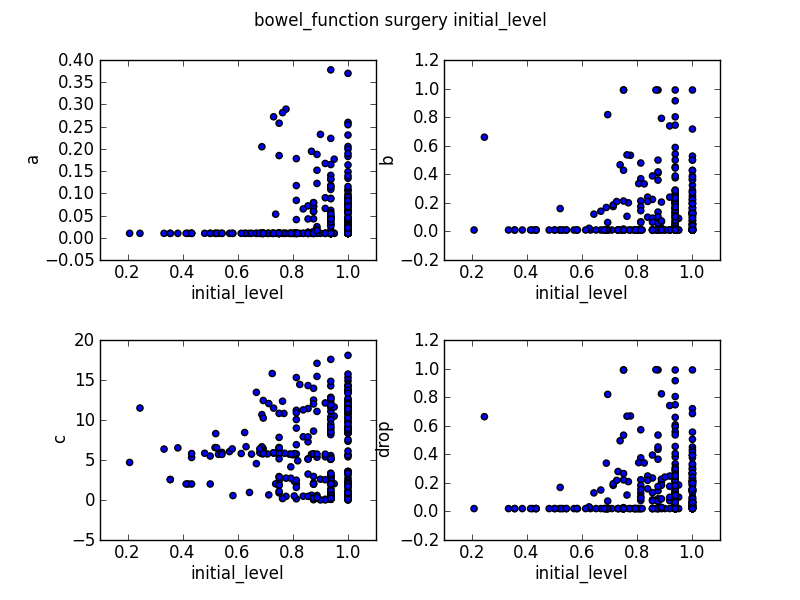 bowel_function surgery initial_level
0.40
0.35
0.30
0.25
0.20
0.15
0.10
0.05
0.00
−0.05
a
0.2 0.4 0.6 0.8 1.0
initial_level
1.2
1.0
0.8
0.6
0.4
0.2
0.0
−0.2
b
0.2 0.4 0.6 0.8 1.0
initial_level
20
15
10
5
0
−5
c
0.2 0.4 0.6 0.8 1.0
initial_level
1.2
1.0
0.8
0.6
0.4
0.2
0.0
−0.2
drop
0.2 0.4 0.6 0.8 1.0
initial_level